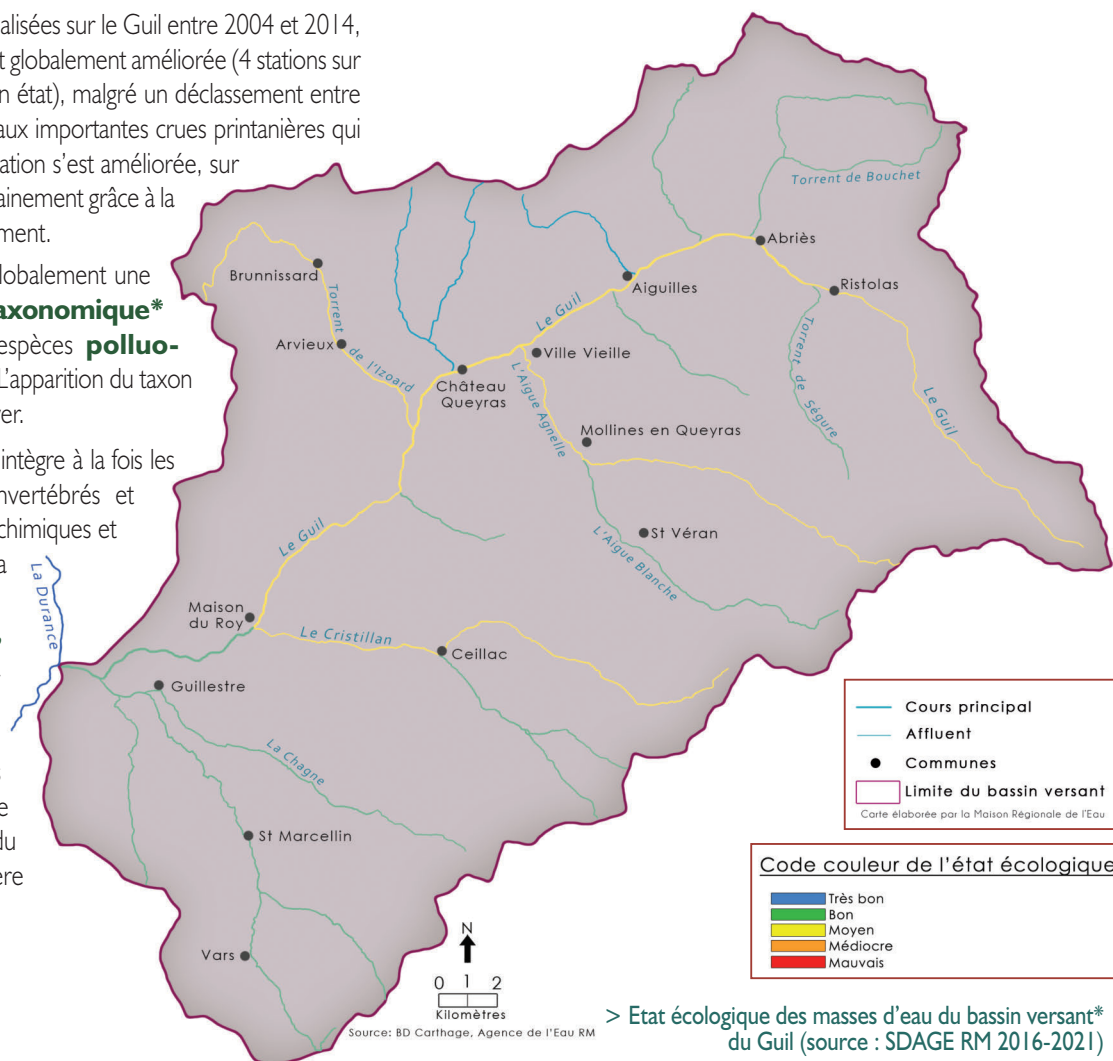 alisées sur le Guil entre 2004 et 2014,
t globalement améliorée (4 stations sur
n état), malgré un déclassement entre
aux importantes crues printanières qui
ation s'est améliorée, sur
ainement grâce à la
ment.
lobalement une
axonomique*
espèces polluo-
L'apparition du taxon
er.
intègre à la fois les
nvertébrés et
chimiques et
a
e
du
ère
Torrent de Bouchet
Abriès
Brunnissard
Aiguilles
Ristolas
Le Guil
Torrent de l'Izoard
Arvieux
Ville Vieille
Château
Queyras
L'Aigue Agnelle
Torrent de Ségure
Le Guil
Mollines en Queyras
St Véran
L'Aigue Blanche
Le Guil
La Durance
Maison
du Roy
Le Cristillan
Ceillac
Guillestre
La Chagne
St Marcellin
Vars
N
0 1 2
Kilomètres
Source: BD Carthage, Agence de l'Eau RM
Cours principal
Affluent
Communes
Limite du bassin versant
Carte élaborée par la Maison Régionale de l'Eau
Code couleur de l'état écologique
Très bon
Bon
Moyen
Médiocre
Mauvais
> Etat écologique des masses d'eau du bassin versant*
du Guil (source : SDAGE RM 2016-2021)